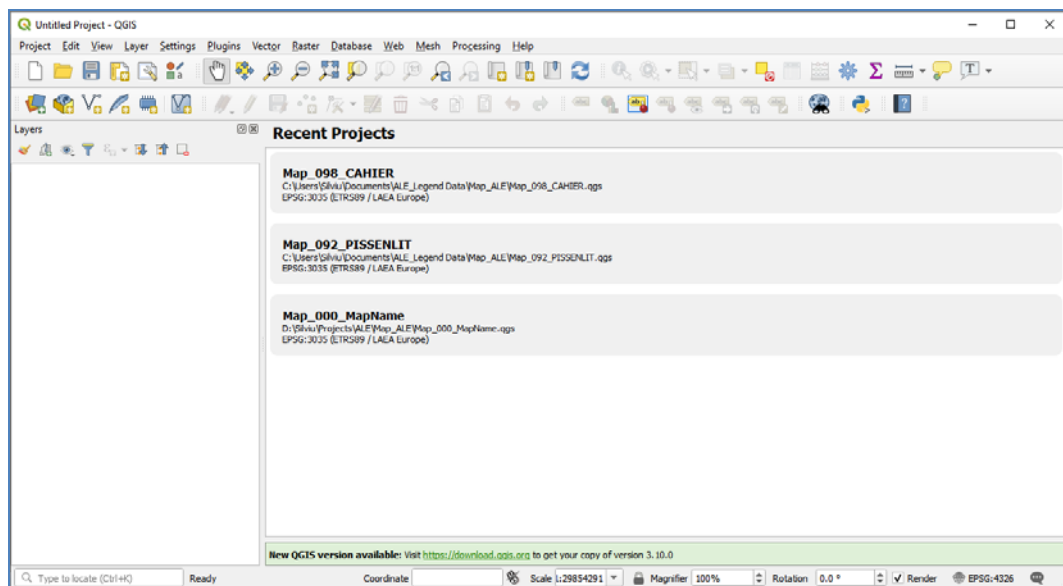 Untitled Project - QGIS
Project Edit View Layer Settings Plugins Vector Raster Database Web Mesh Processing Help
Layers
Recent Projects
Map_098_CAHIER
C:\Users\Silviu\Documents\ALE_Legend Data\Map_ALE\Map_098_CAHIER.qgs
EPSG:3035 (ETRS89 / LAEA Europe)
Map_092_PISSENLIT
C:\Users\Silviu\Documents\ALE_Legend Data\Map_ALE\Map_092_PISSENLIT.qgs
EPSG:3035 (ETRS89 / LAEA Europe)
Map_000_MapName
D:\Silviu\Projects\ALE\Map_ALE\Map_000_MapName.qgs
EPSG:3035 (ETRS89 / LAEA Europe)
New QGIS version available: Visit https://download.qgis.org to get your copy of version 3.10.0
Type to locate (Ctrl+K) Ready Coordinate Scale 1:29854291 Magnifier 100% Rotation 0.0 ° Render EPSG:4326